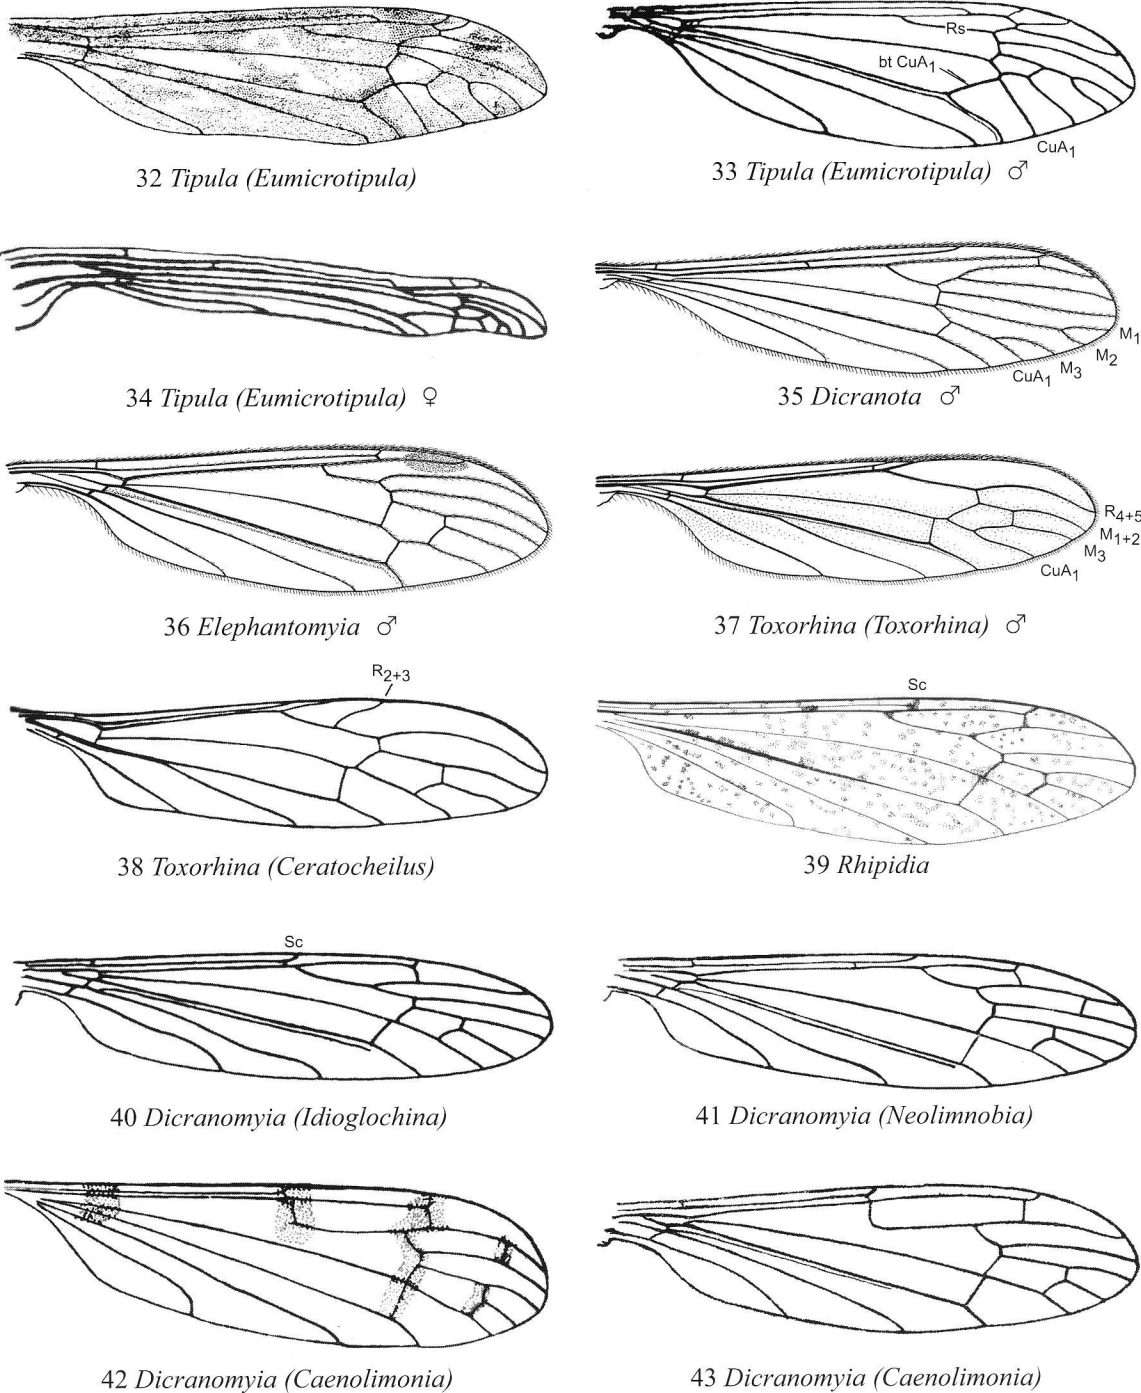 Rs
bt CuA1
CuA1
32 Tipula (Eumicrotipula)
33 Tipula (Eumicrotipula) ♂
M1
M2
M3
CuA1
34 Tipula (Eumicrotipula) ♀
35 Dicranota ♂
R4+5
M1+2
M3
CuA1
36 Elephantomyia ♂
37 Toxorhina (Toxorhina) ♂
R2+3
Sc
38 Toxorhina (Ceratocheilus)
39 Rhipidia
Sc
40 Dicranomyia (Idioglochina)
41 Dicranomyia (Neolimnobia)
42 Dicranomyia (Caenolimonia)
43 Dicranomyia (Caenolimonia)